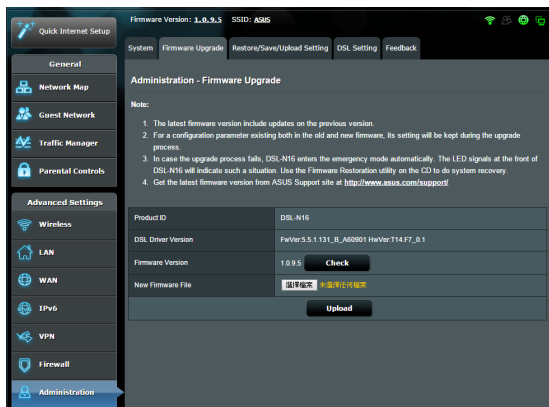 Quick Internet Setup
General
Network Map
Guest Network
Traffic Manager
Parental Controls
Advanced Settings
Wireless
LAN
WAN
IPv6
VPN
Firewall
Administration
Firmware Version: 1.0.9.5 SSID: ASUS
System Firmware Upgrade Restore/Save/Upload Setting DSL Setting Feedback
Administration - Firmware Upgrade
Note:
1. The latest firmware version include updates on the previous version.
2. For a configuration parameter existing both in the old and new firmware, its setting will be kept during the upgrade
process.
3. In case the upgrade process fails, DSL-N16 enters the emergency mode automatically. The LED signals at the front of
DSL-N16 will indicate such a situation. Use the Firmware Restoration utility on the CD to do system recovery.
4. Get the latest firmware version from ASUS Support site at http://www.asus.com/support/
Product ID DSL-N16
DSL Driver Version FwVer:5.5.1.131_B_A60901 HwVer:T14.F7_0.1
Firmware Version 1.0.9.5 Check
New Firmware File 選擇檔案 未選擇任何檔案
Upload